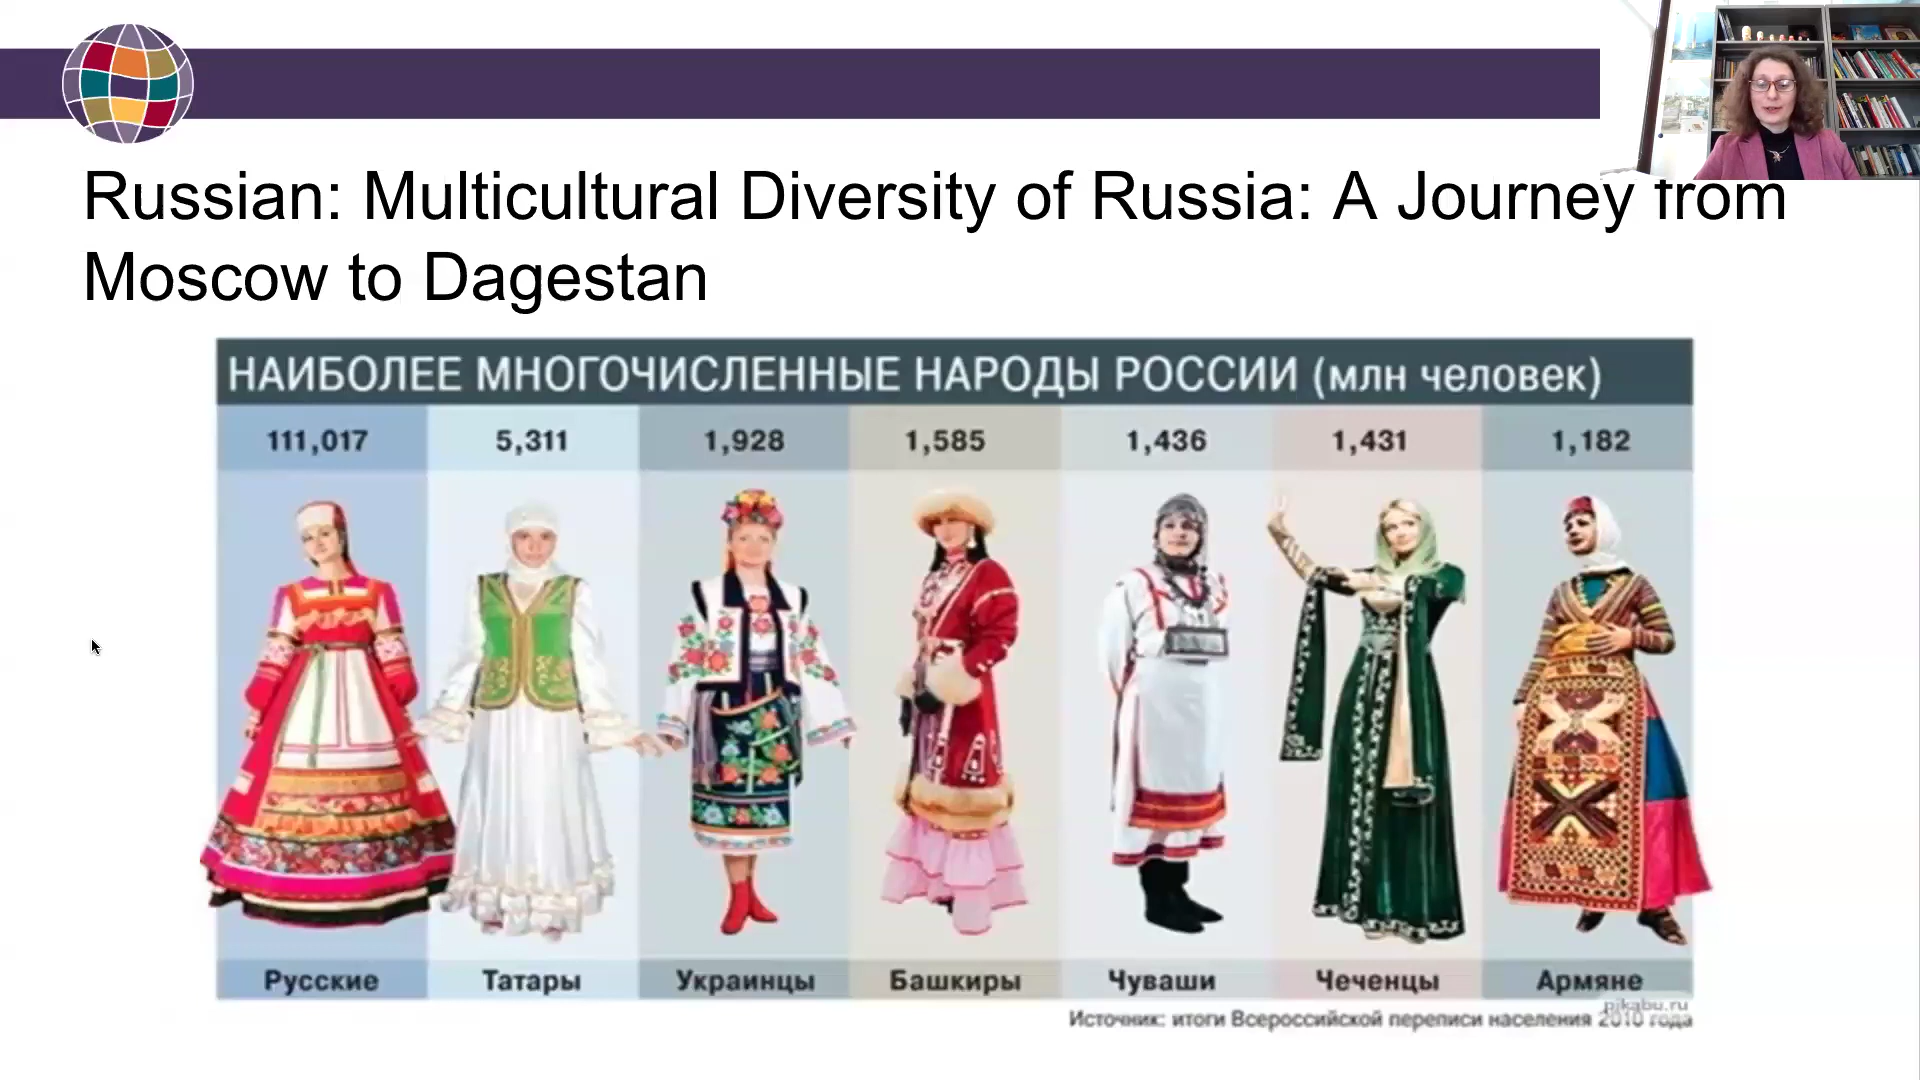 Russian: Multicultural Diversity of Russia: A Journey from
Moscow to Dagestan
НАИБОЛЕЕ МНОГОЧИСЛЕННЫЕ НАРОДЫ РОССИИ (млн человек)
111,017 5,311 1,928 1,585 1,436 1,431 1,182
Русские Татары Украинцы Башкиры Чуваши Чеченцы Армяне
pikabu.ru
Источник: итоги Всероссийской переписи населения 2010 года